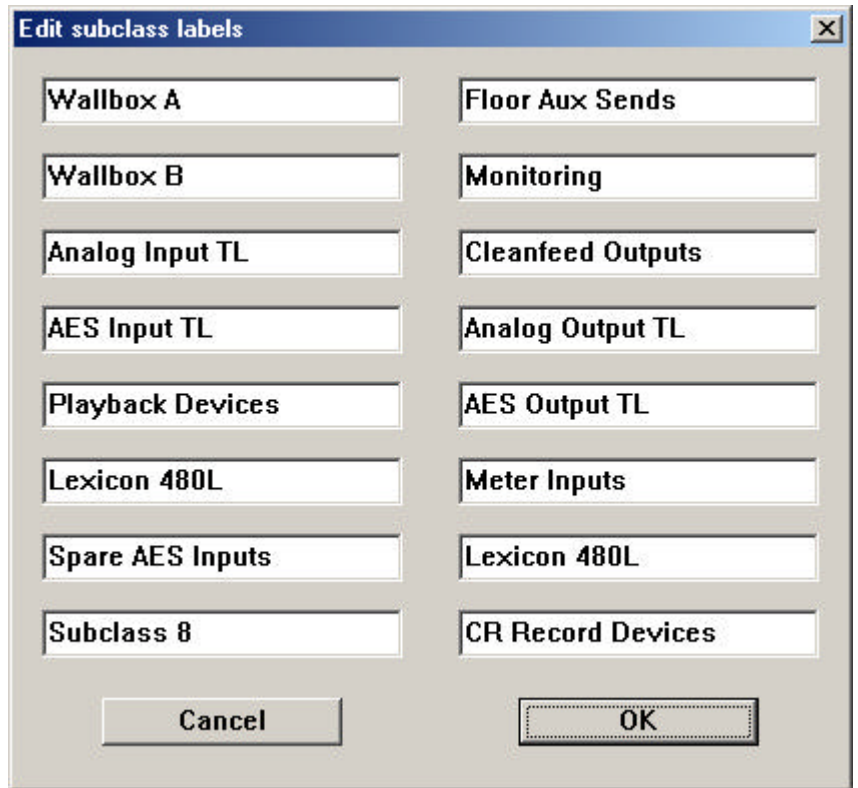 Edit subclass labels
Wallbox A
Floor Aux Sends
Wallbox B
Monitoring
Analog Input TL
Cleanfeed Outputs
AES Input TL
Analog Output TL
Playback Devices
AES Output TL
Lexicon 480L
Meter Inputs
Spare AES Inputs
Lexicon 480L
Subclass 8
CR Record Devices
Cancel
OK